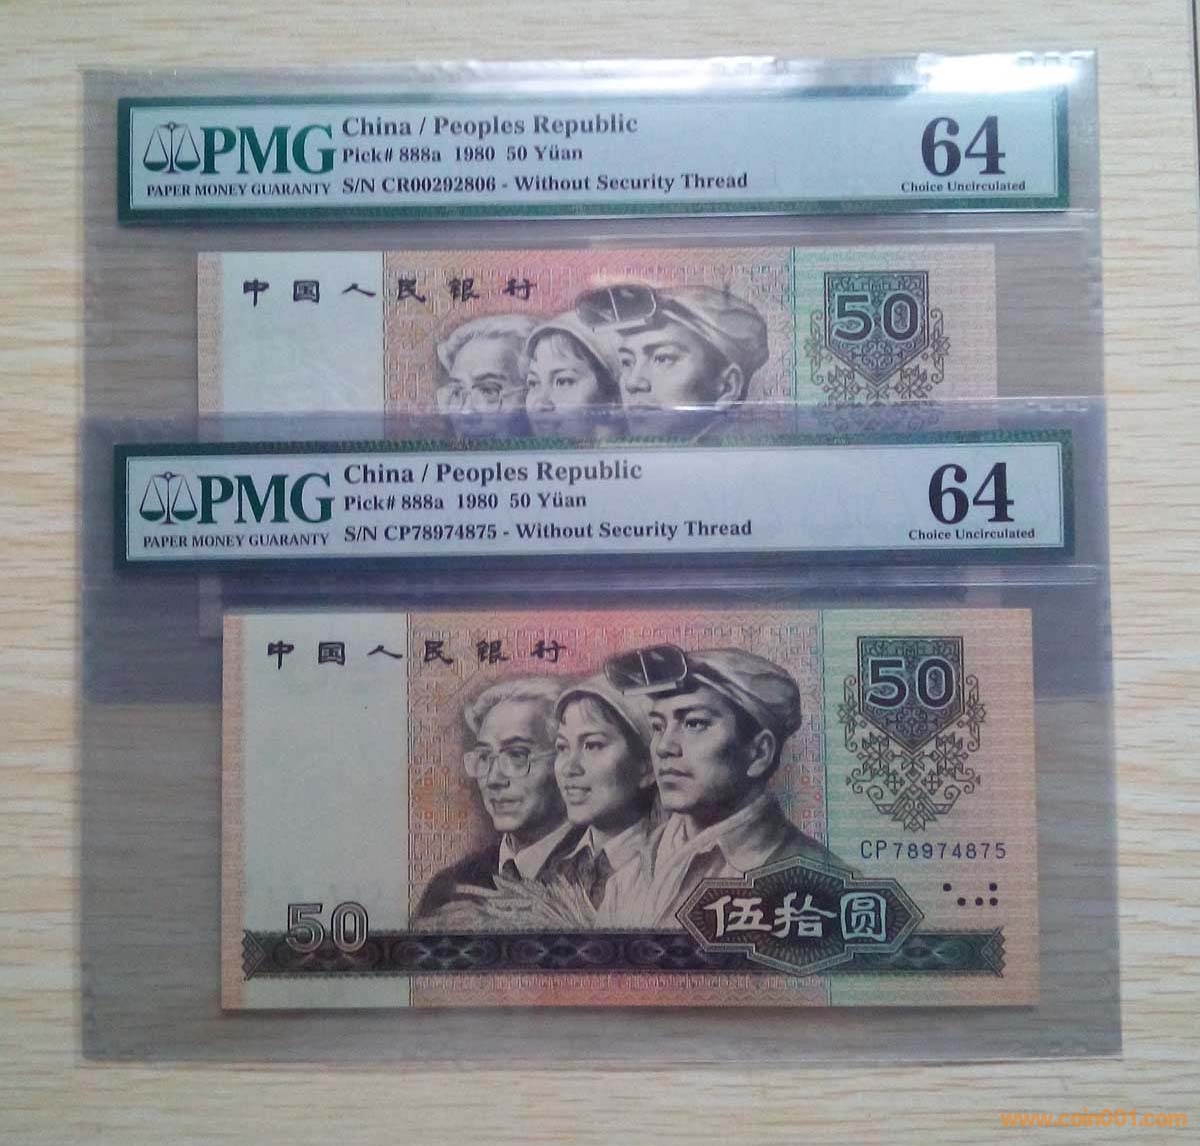 PMG
PAPER MONEY GUARANTY
China / Peoples Republic
Pick# 888a 1980 50 Yüan
S/N CR00292806 - Without Security Thread
64
Choice Uncirculated
中国人民银行
50
PMG
PAPER MONEY GUARANTY
China / Peoples Republic
Pick# 888a 1980 50 Yüan
S/N CP78974875 - Without Security Thread
64
Choice Uncirculated
中国人民银行
50
CP78974875
50
伍拾圆
www.coin001.com